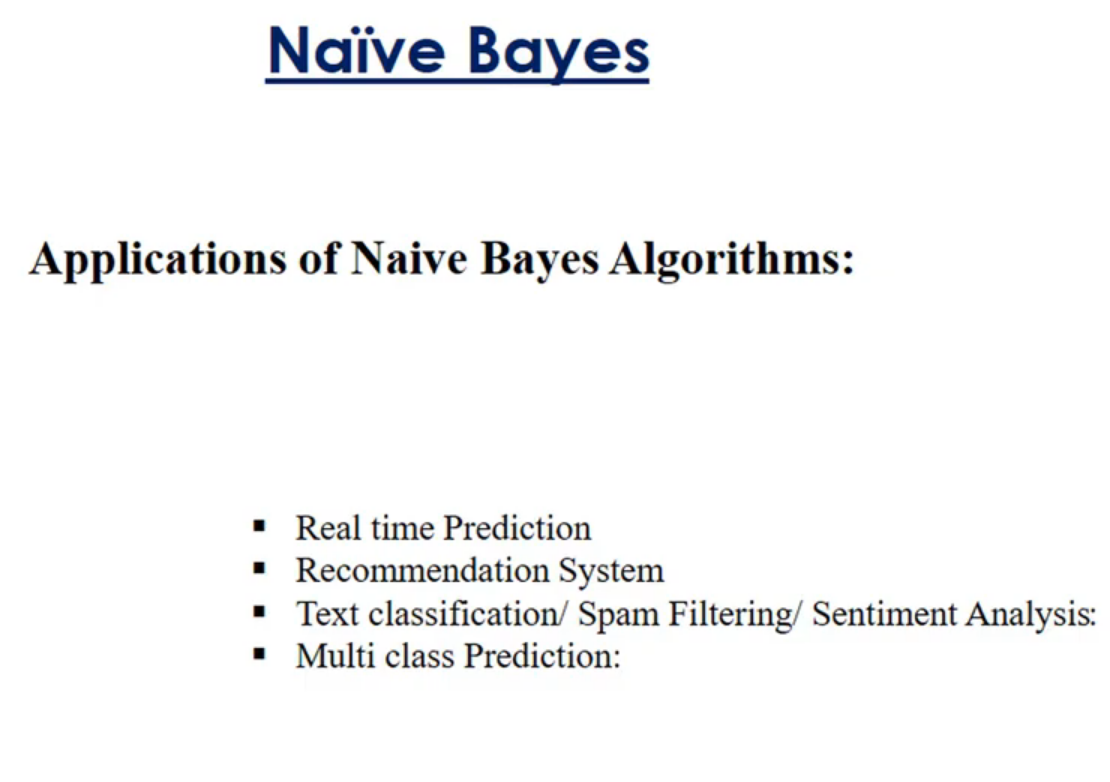 Naïve Bayes
Applications of Naive Bayes Algorithms:
▪ Real time Prediction
▪ Recommendation System
▪ Text classification/ Spam Filtering/ Sentiment Analysis:
▪ Multi class Prediction: